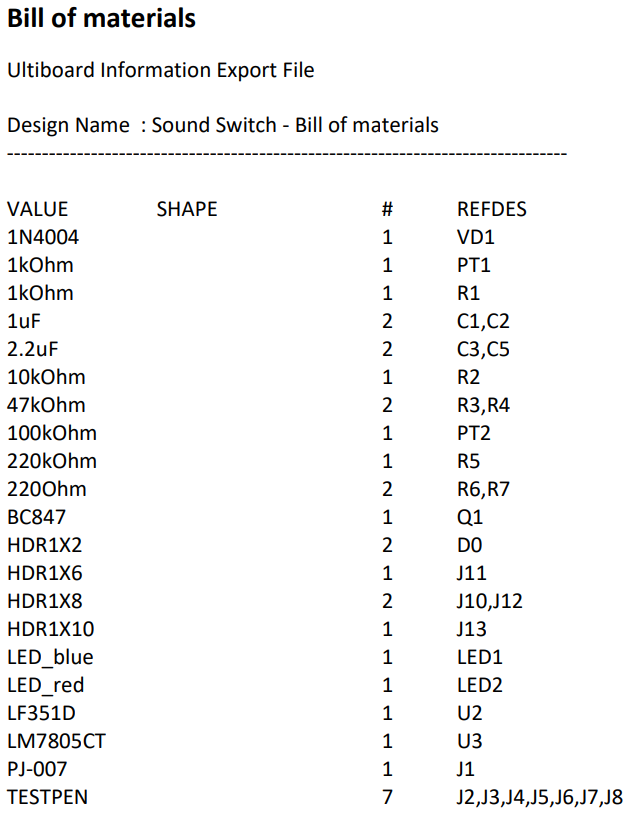 Bill of materials
Ultiboard Information Export File
Design Name : Sound Switch - Bill of materials
--------------------------------------------------------------------------------
VALUE SHAPE # REFDES
1N4004 1 VD1
1kOhm 1 PT1
1kOhm 1 R1
1uF 2 C1,C2
2.2uF 2 C3,C5
10kOhm 1 R2
47kOhm 2 R3,R4
100kOhm 1 PT2
220kOhm 1 R5
220Ohm 2 R6,R7
BC847 1 Q1
HDR1X2 2 D0
HDR1X6 1 J11
HDR1X8 2 J10,J12
HDR1X10 1 J13
LED_blue 1 LED1
LED_red 1 LED2
LF351D 1 U2
LM7805CT 1 U3
PJ-007 1 J1
TESTPEN 7 J2,J3,J4,J5,J6,J7,J8